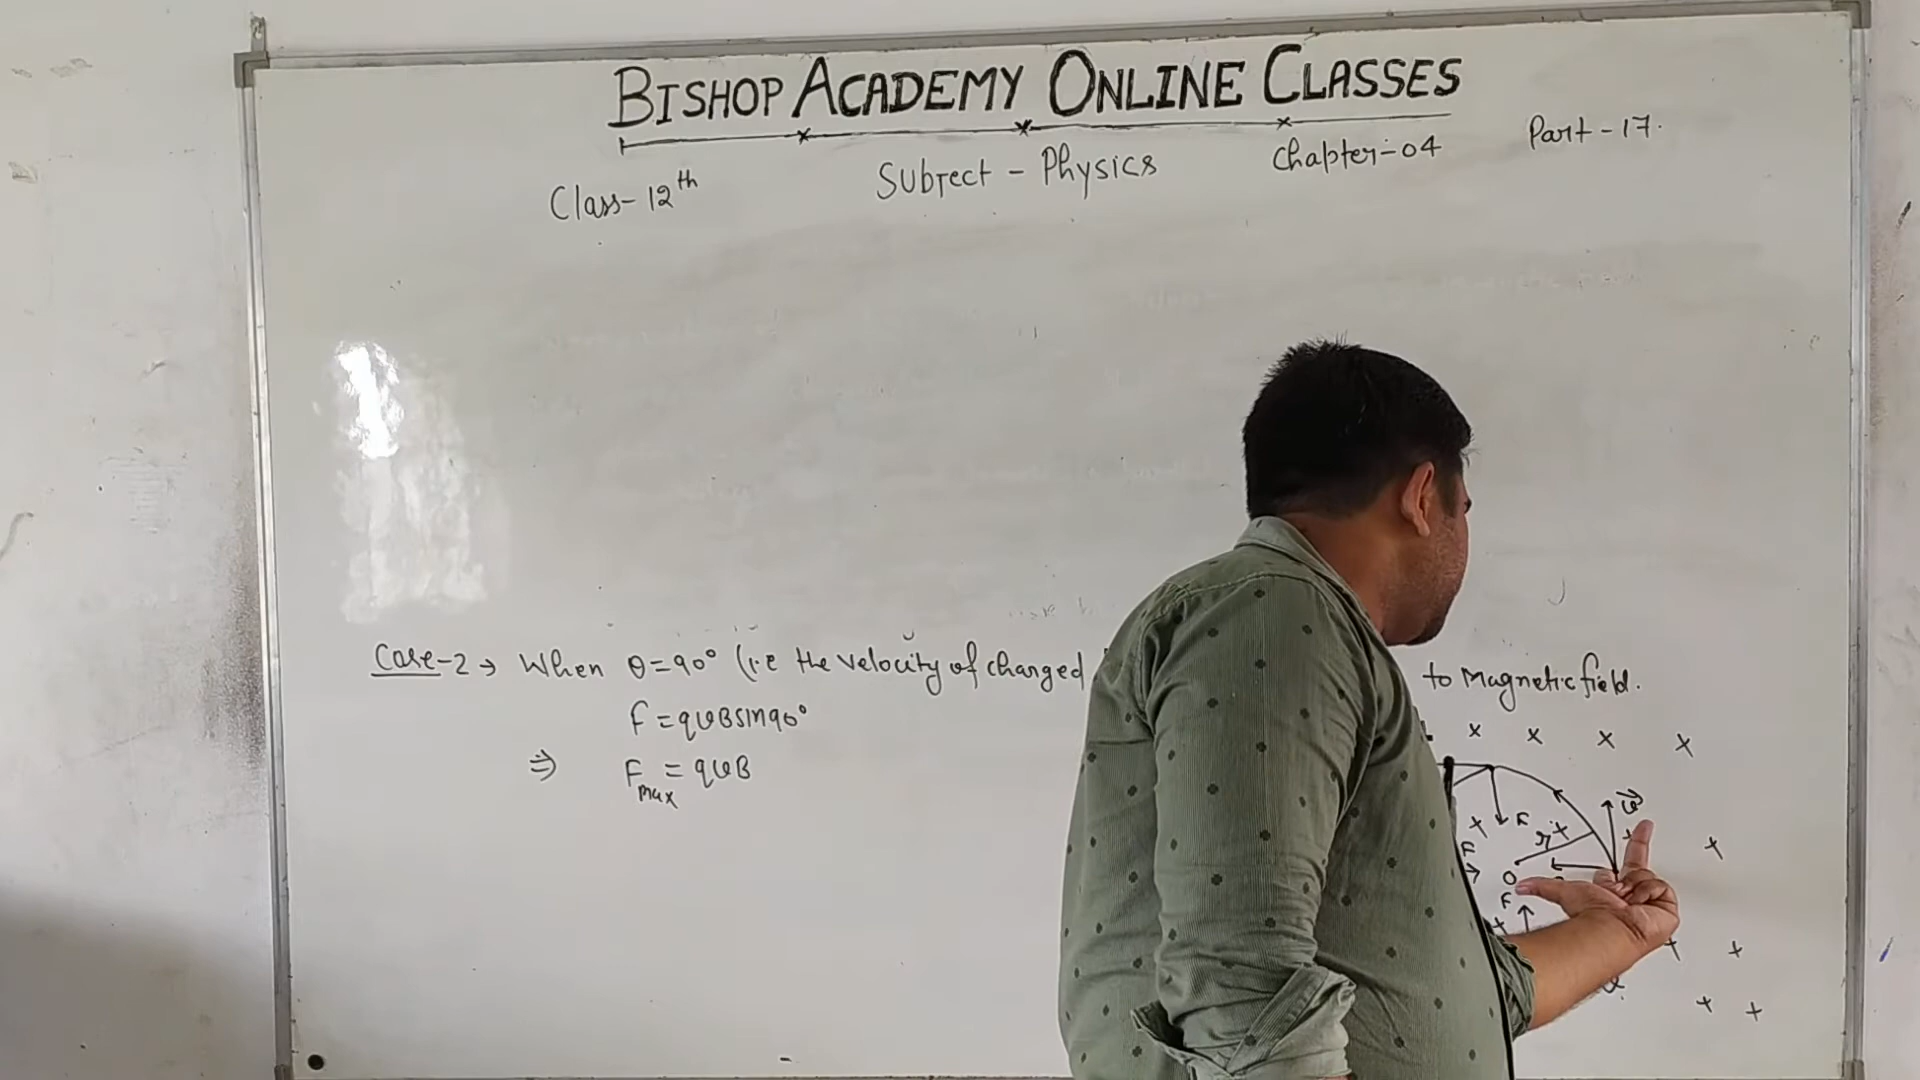 BISHOP ACADEMY ONLINE CLASSES
Class-12th Subject - Physics Chapter-04 Part-17.
Case-2 → When θ=90° (i.e the velocity of charged to Magnetic field.
F = qvBsin90°
⇒ Fmax = qvB
x x x x
v
+ F r + + +
F
O
F
+ + +
+ +